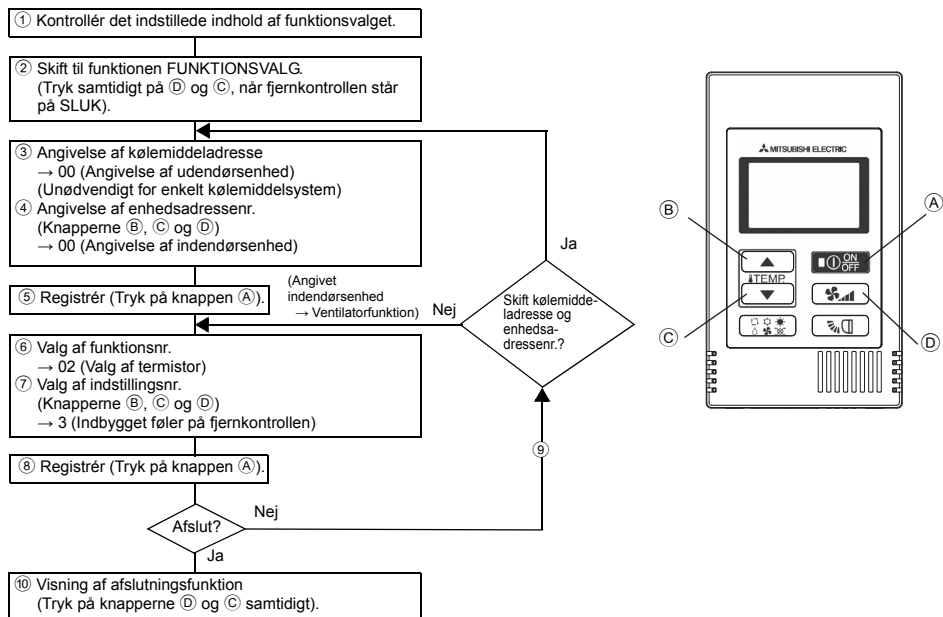 ① Kontrollér det indstillede indhold af funktionsvalget.
② Skift til funktionen FUNKTIONSVALG.
(Tryk samtidigt på Ⓓ og Ⓒ, når fjernkontrollen står
på SLUK).
③ Angivelse af kølemiddeladresse
→ 00 (Angivelse af udendørsenhed)
(Unødvendigt for enkelt kølemiddelsystem)
④ Angivelse af enhedsadressenr.
(Knapperne Ⓑ, Ⓒ og Ⓓ)
→ 00 (Angivelse af indendørsenhed)
⑤ Registrér (Tryk på knappen Ⓐ).
(Angivet
indendørsenhed
→ Ventilatorfunktion)
Nej
Ja
Skift kølemidde-
ladresse og
enhedsa-
dressenr.?
⑥ Valg af funktionsnr.
→ 02 (Valg af termistor)
⑦ Valg af indstillingsnr.
(Knapperne Ⓑ, Ⓒ og Ⓓ)
→ 3 (Indbygget føler på fjernkontrollen)
⑧ Registrér (Tryk på knappen Ⓐ).
⑨
Afslut?
Nej
Ja
⑩ Visning af afslutningsfunktion
(Tryk på knapperne Ⓓ og Ⓒ samtidigt).
MITSUBISHI ELECTRIC
Ⓑ
Ⓐ
ON
OFF
TEMP.
Ⓒ
Ⓓ